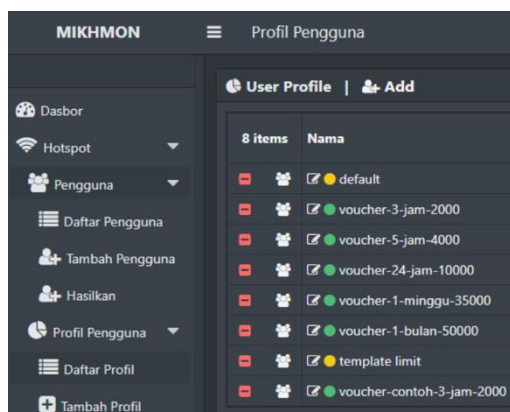 MIKHMON
Profil Pengguna
User Profile | Add
Dasbor
Hotspot
Pengguna
Daftar Pengguna
Tambah Pengguna
Hasilkan
Profil Pengguna
Daftar Profil
Tambah Profil
8 items Nama
default
voucher-3-jam-2000
voucher-5-jam-4000
voucher-24-jam-10000
voucher-1-minggu-35000
voucher-1-bulan-50000
template limit
voucher-contoh-3-jam-2000